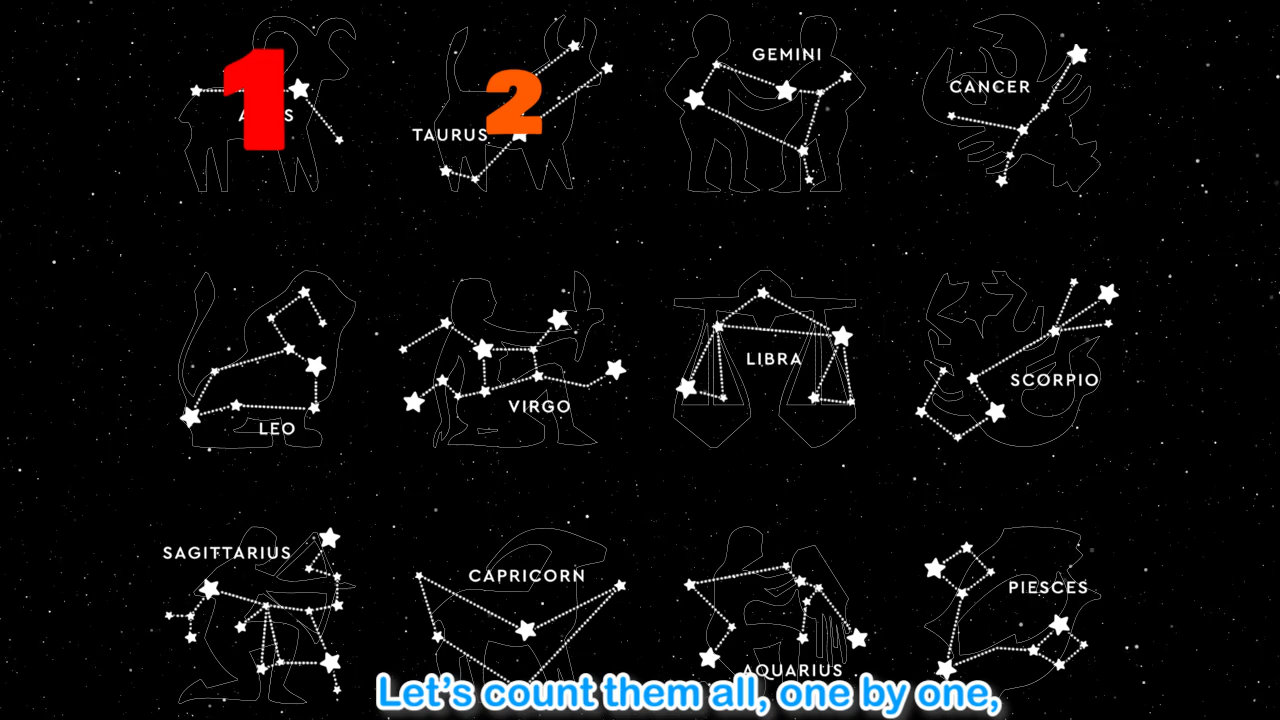 1
2
GEMINI
CANCER
TAURUS
LEO
VIRGO
LIBRA
SCORPIO
SAGITTARIUS
CAPRICORN
AQUARIUS
PIESCES
Let's count them all, one by one,